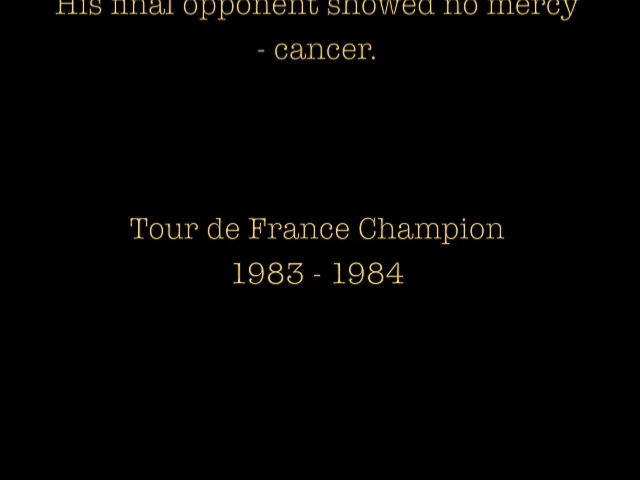 His final opponent showed no mercy
- cancer.
Tour de France Champion
1983 - 1984